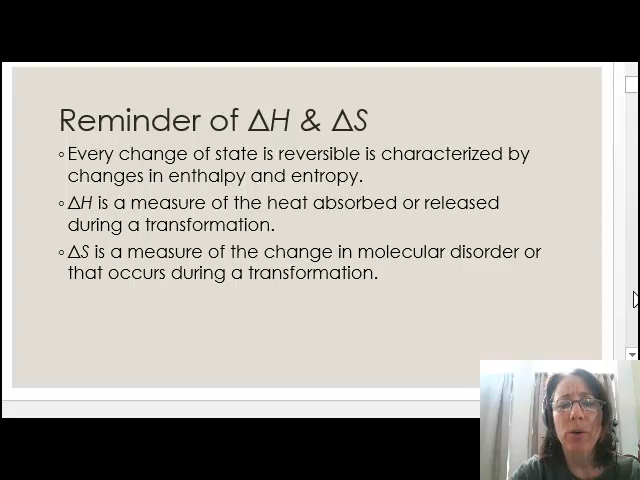 Reminder of ΔH & ΔS
◦Every change of state is reversible is characterized by
changes in enthalpy and entropy.
◦ΔH is a measure of the heat absorbed or released
during a transformation.
◦ΔS is a measure of the change in molecular disorder or
that occurs during a transformation.